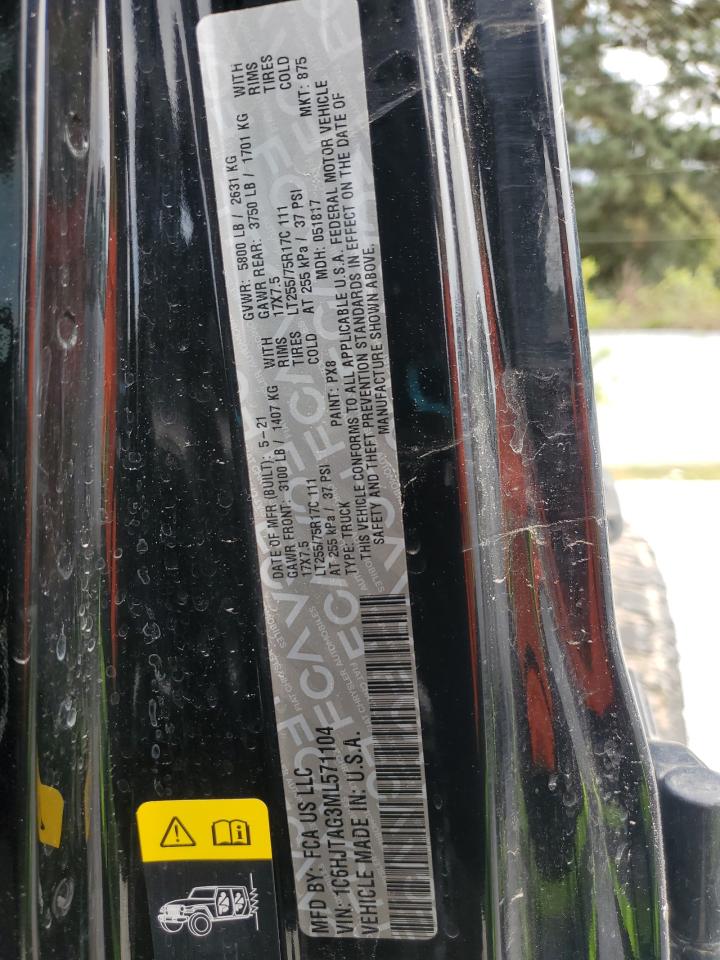 MFD BY: FCA US LLC
DATE OF MFR (BUILT): 5-21
GVWR: 5800 LB / 2631 KG
GAWR FRONT: 3100 LB / 1407 KG WITH
GAWR REAR: 3750 LB / 1701 KG WITH
17X7.5 RIMS
17X7.5 RIMS
LT255/75R17C 111 TIRES
LT255/75R17C 111 TIRES
AT 255 kPa / 37 PSI COLD
AT 255 kPa / 37 PSI COLD
VIN: 1C6HJTAG3ML571104
TYPE: TRUCK
PAINT: PX8
MDH: 051817
MKT: 875
VEHICLE MADE IN: U.S.A.
THIS VEHICLE CONFORMS TO ALL APPLICABLE U.S.A. FEDERAL MOTOR VEHICLE
SAFETY AND THEFT PREVENTION STANDARDS IN EFFECT ON THE DATE OF
MANUFACTURE SHOWN ABOVE.
FCA
FIAT CHRYSLER AUTOMOBILES